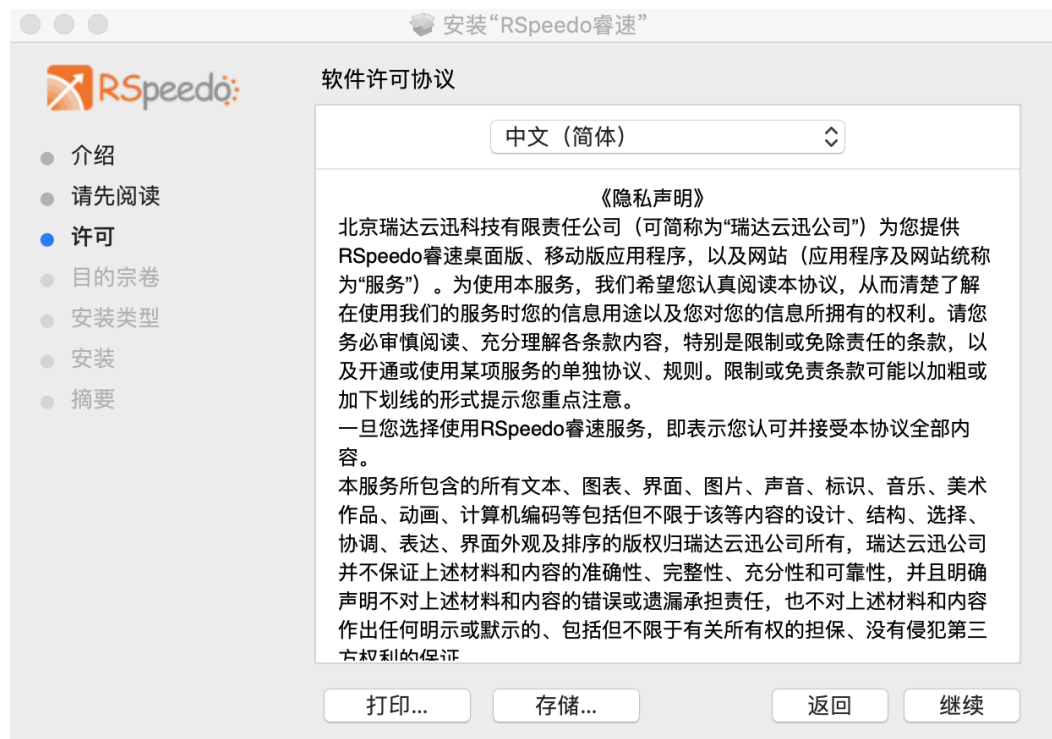 安装“RSpeedo睿速”
RSpeedo
介绍
请先阅读
许可
目的宗卷
安装类型
安装
摘要
软件许可协议
中文（简体）
《隐私声明》
北京瑞达云迅科技有限责任公司（可简称为“瑞达云迅公司”）为您提供
RSpeedo睿速桌面版、移动版应用程序，以及网站（应用程序及网站统称
为“服务”）。为使用本服务，我们希望您认真阅读本协议，从而清楚了解
在使用我们的服务时您的信息用途以及您对您的信息所拥有的权利。请您
务必审慎阅读、充分理解各条款内容，特别是限制或免除责任的条款，以
及开通或使用某项服务的单独协议、规则。限制或免责条款可能以加粗或
加下划线的形式提示您重点注意。
一旦您选择使用RSpeedo睿速服务，即表示您认可并接受本协议全部内
容。
本服务所包含的所有文本、图表、界面、图片、声音、标识、音乐、美术
作品、动画、计算机编码等包括但不限于该等内容的设计、结构、选择、
协调、表达、界面外观及排序的版权归瑞达云迅公司所有，瑞达云迅公司
并不保证上述材料和内容的准确性、完整性、充分性和可靠性，并且明确
声明不对上述材料和内容的错误或遗漏承担责任，也不对上述材料和内容
作出任何明示或默示的、包括但不限于有关所有权的担保、没有侵犯第三
方权利的保证
打印...
存储...
返回
继续